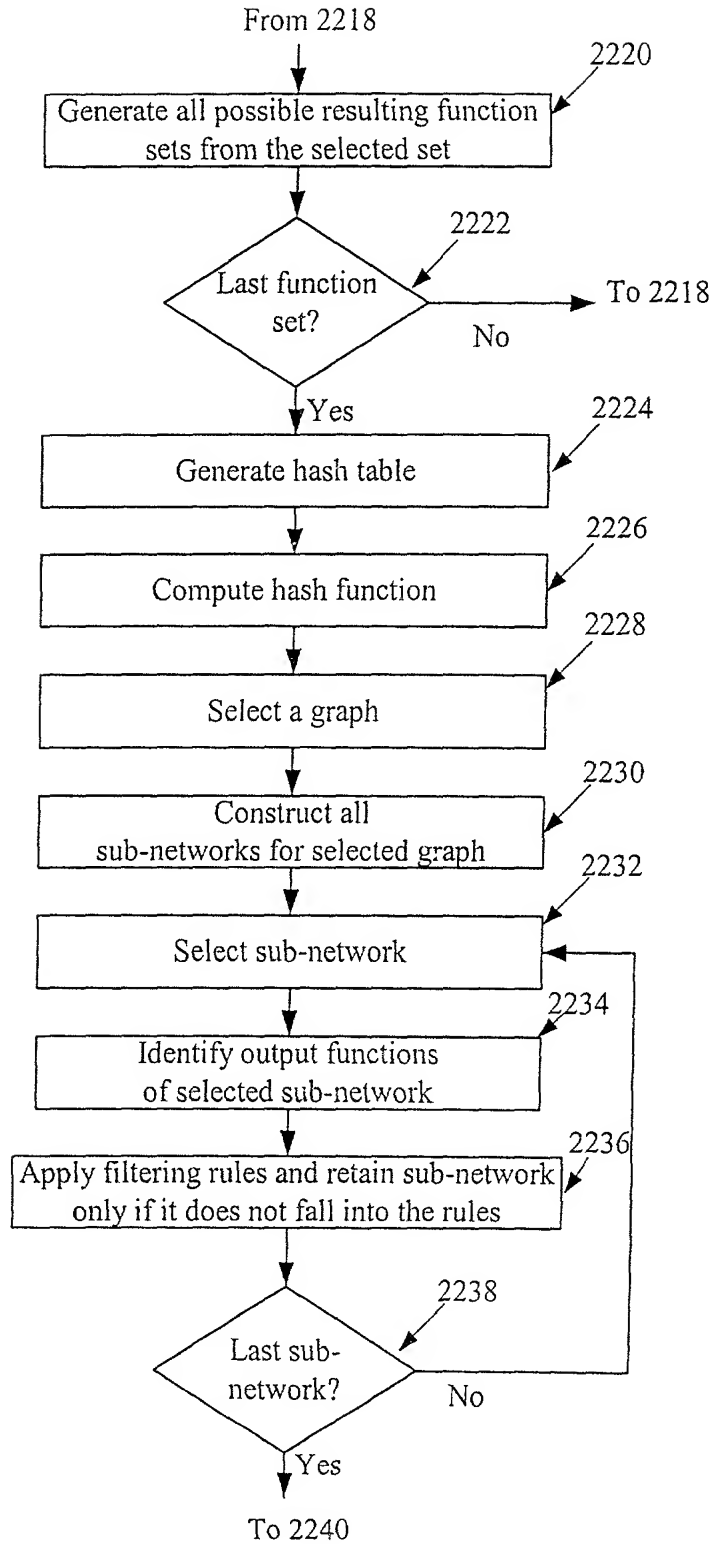 From 2218
2220
Generate all possible resulting function
sets from the selected set
2222
Last function
set?
To 2218
No
Yes
2224
Generate hash table
2226
Compute hash function
2228
Select a graph
2230
Construct all
sub-networks for selected graph
2232
Select sub-network
2234
Identify output functions
of selected sub-network
2236
Apply filtering rules and retain sub-network
only if it does not fall into the rules
2238
Last sub-
network?
No
Yes
To 2240